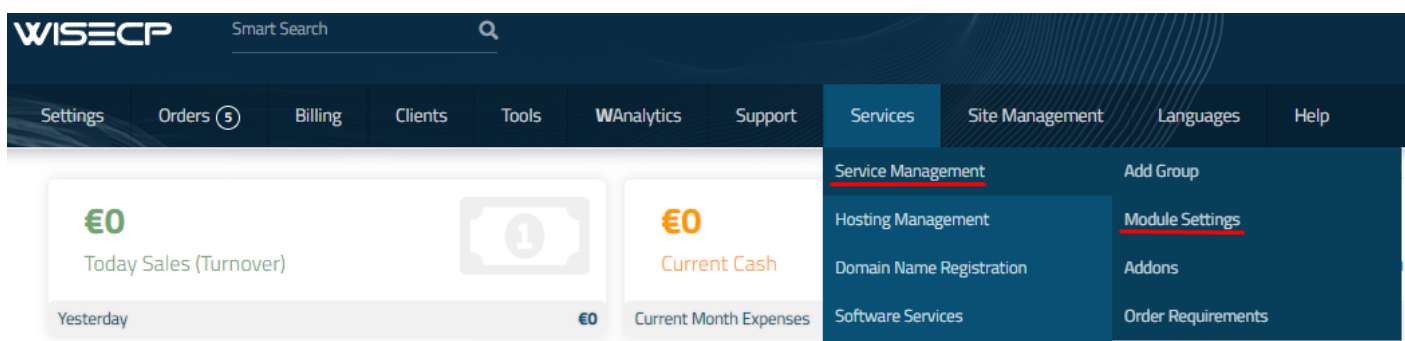 WISECP
Smart Search
Settings Orders 5 Billing Clients Tools WAnalytics Support Services Site Management Languages Help
Service Management Add Group
Hosting Management Module Settings
Domain Name Registration Addons
Software Services Order Requirements
€0
Today Sales (Turnover)
Yesterday €0
€0
Current Cash
Current Month Expenses
1